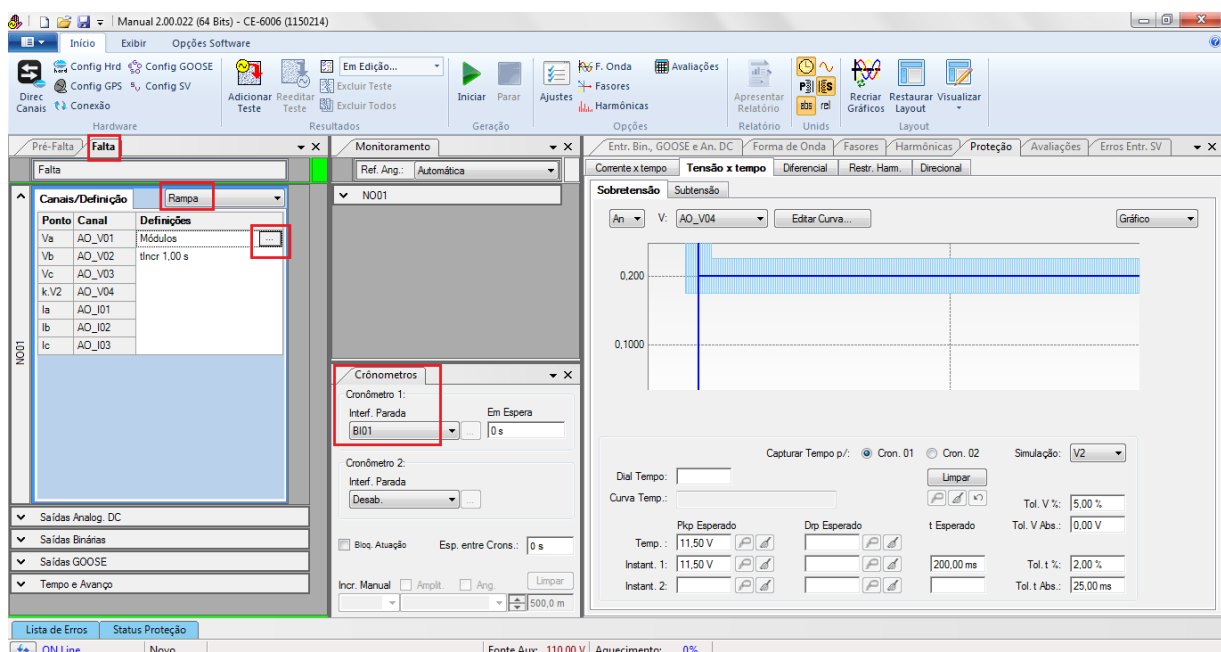 Manual 2.00.022 (64 Bits) - CE-6006 (1150214)
Início Exibir Opções Software
Direc Canais
Config Hrd Config GOOSE
Config GPS Config SV
Conexão
Hardware
Adicionar Teste
Reeditar Teste
Em Edição...
Excluir Teste
Excluir Todos
Resultados
Iniciar Parar
Geração
Ajustes
F. Onda Avaliações
Fasores
Harmônicas
Opções
Apresentar Relatório
Relatório
abs rel
Unids
Recriar Gráficos
Restaurar Layout
Visualizar
Layout
Pré-Falta Falta
Falta
NO01
Canais/Definição Rampa
Ponto Canal Definições
Va AO_V01 Módulos ...
Vb AO_V02 tIncr 1,00 s
Vc AO_V03
k.V2 AO_V04
Ia AO_I01
Ib AO_I02
Ic AO_I03
Saídas Analog. DC
Saídas Binárias
Saídas GOOSE
Tempo e Avanço
Monitoramento
Ref. Ang.: Automática
NO01
Crônometros
Cronômetro 1:
Interf. Parada Em Espera
BI01 ... 0 s
Cronômetro 2:
Interf. Parada
Desab. ...
Bloq. Atuação Esp. entre Crons.: 0 s
Incr. Manual Amplit. Ang. Limpar
500,0 m
Entr. Bin., GOOSE e An. DC Forma de Onda Fasores Harmônicas Proteção Avaliações Erros Entr. SV
Corrente x tempo Tensão x tempo Diferencial Restr. Ham. Direcional
Sobretensão Subtensão
An V: AO_V04 Editar Curva... Gráfico
0,200
0,1000
Capturar Tempo p/: Cron. 01 Cron. 02 Simulação: V2
Dial Tempo: Limpar
Curva Temp.: Tol. V %: 5,00 %
Pkp Esperado Drp Esperado t Esperado Tol. V Abs.: 0,00 V
Temp. : 11,50 V
Instant. 1: 11,50 V 200,00 ms Tol. t %: 2,00 %
Instant. 2: Tol. t Abs.: 25,00 ms
Lista de Erros Status Proteção
ON Line Novo Fonte Aux: 110,00 V Aquecimento: 0%